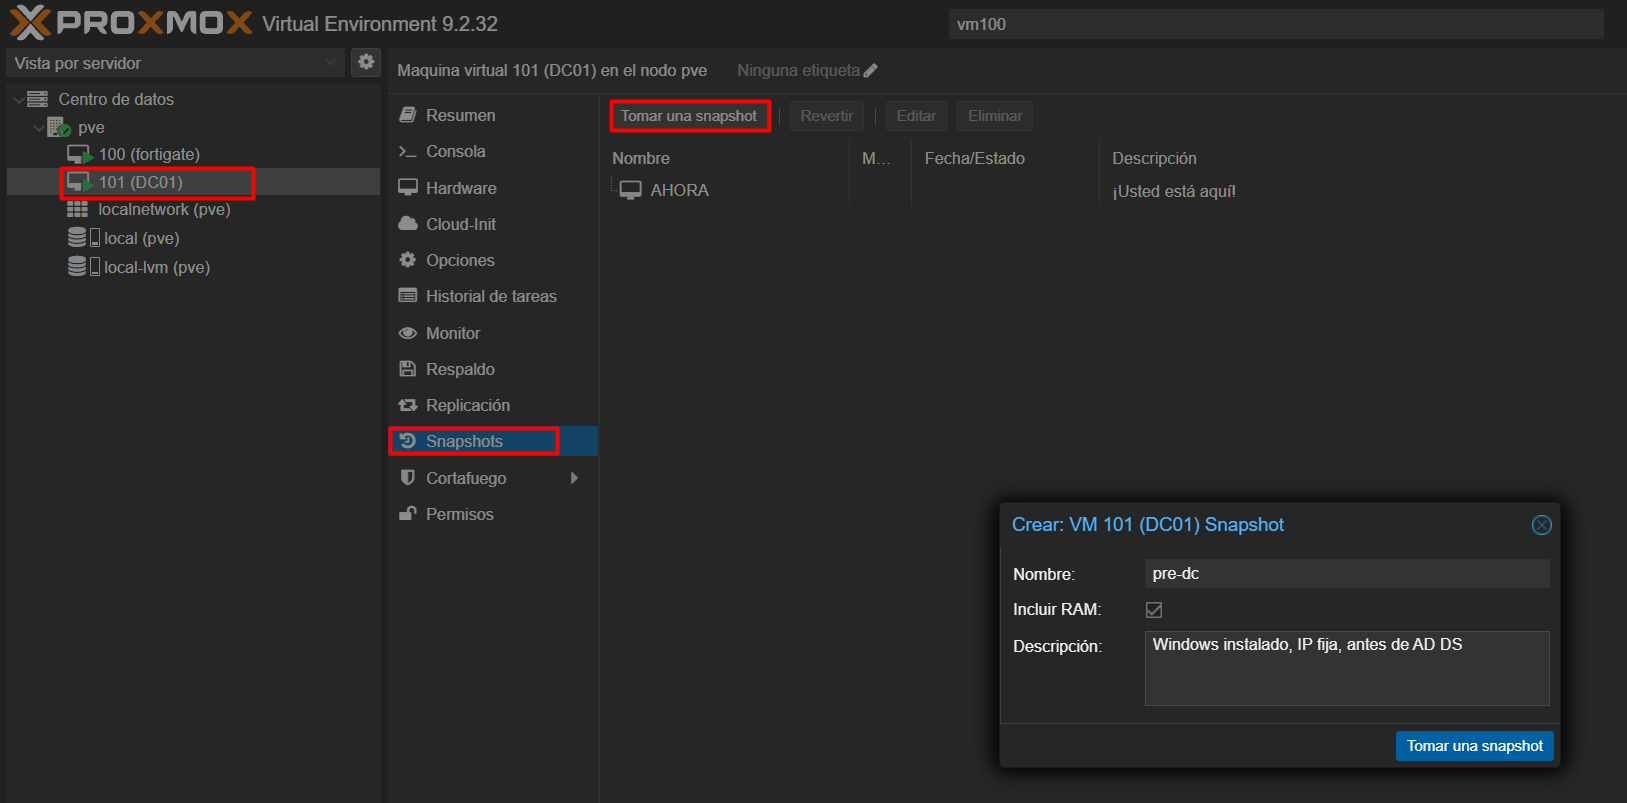 PROXMOX Virtual Environment 9.2.32
vm100
Vista por servidor
Centro de datos
pve
100 (fortigate)
101 (DC01)
localnetwork (pve)
local (pve)
local-lvm (pve)
Maquina virtual 101 (DC01) en el nodo pve
Ninguna etiqueta
Resumen
Consola
Hardware
Cloud-Init
Opciones
Historial de tareas
Monitor
Respaldo
Replicación
Snapshots
Cortafuego
Permisos
Tomar una snapshot
Revertir
Editar
Eliminar
Nombre
M...
Fecha/Estado
Descripción
AHORA
¡Usted está aquí!
Crear: VM 101 (DC01) Snapshot
Nombre:
pre-dc
Incluir RAM:
Descripción:
Windows instalado, IP fija, antes de AD DS
Tomar una snapshot